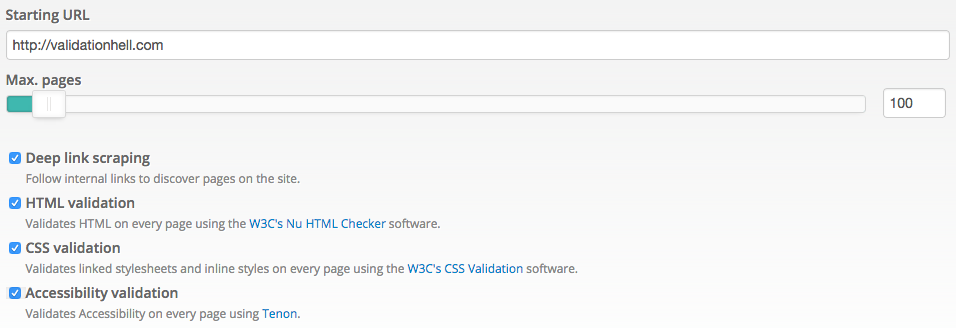 Starting URL
http://validationhell.com
Max. pages
100
Deep link scraping
Follow internal links to discover pages on the site.
HTML validation
Validates HTML on every page using the W3C's Nu HTML Checker software.
CSS validation
Validates linked stylesheets and inline styles on every page using the W3C's CSS Validation software.
Accessibility validation
Validates Accessibility on every page using Tenon.